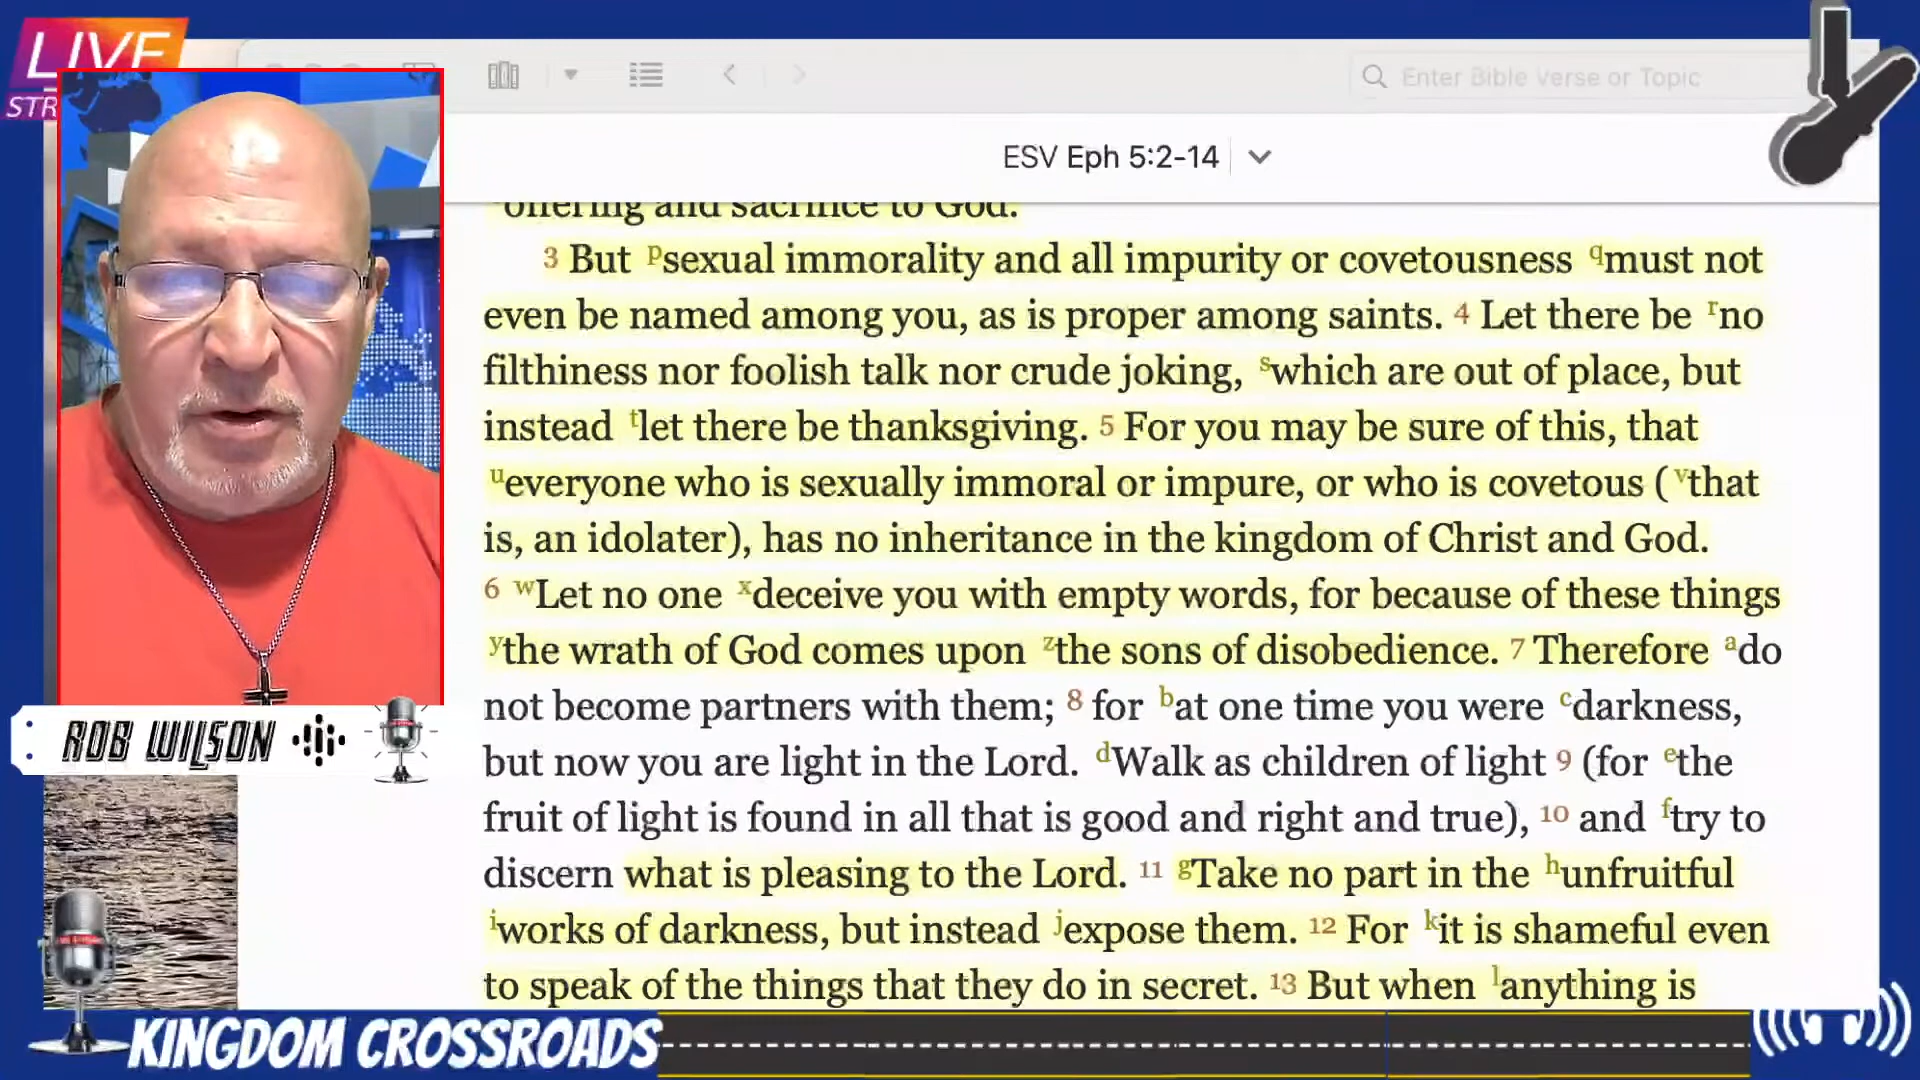 LIVE
STR
Enter Bible Verse or Topic
ESV Eph 5:2-14
offering and sacrifice to God.
3 But psexual immorality and all impurity or covetousness qmust not
even be named among you, as is proper among saints. 4 Let there be rno
filthiness nor foolish talk nor crude joking, swhich are out of place, but
instead tlet there be thanksgiving. 5 For you may be sure of this, that
ueveryone who is sexually immoral or impure, or who is covetous (vthat
is, an idolater), has no inheritance in the kingdom of Christ and God.
6 wLet no one xdeceive you with empty words, for because of these things
ythe wrath of God comes upon zthe sons of disobedience. 7 Therefore ado
not become partners with them; 8 for bat one time you were cdarkness,
but now you are light in the Lord. dWalk as children of light 9 (for ethe
fruit of light is found in all that is good and right and true), 10 and ftry to
discern what is pleasing to the Lord. 11 gTake no part in the hunfruitful
iworks of darkness, but instead jexpose them. 12 For kit is shameful even
to speak of the things that they do in secret. 13 But when lanything is
ROB WILSON
KINGDOM CROSSROADS